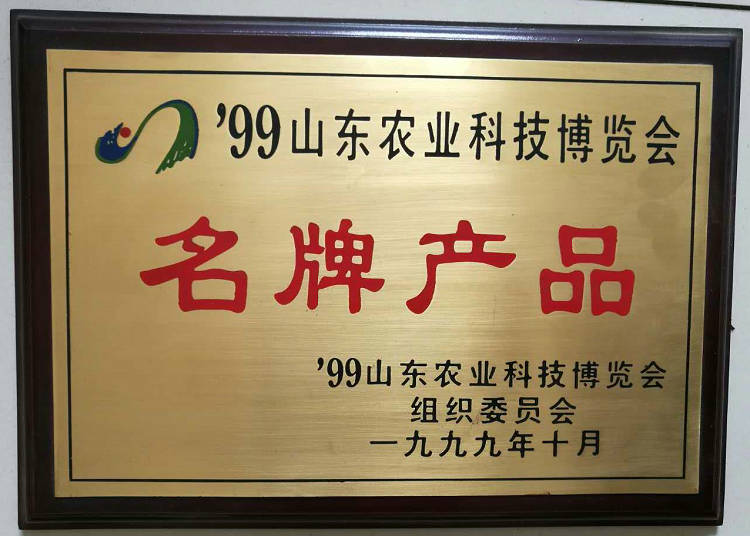 '99山东农业科技博览会
名牌产品
'99山东农业科技博览会
组织委员会
一九九九年十月